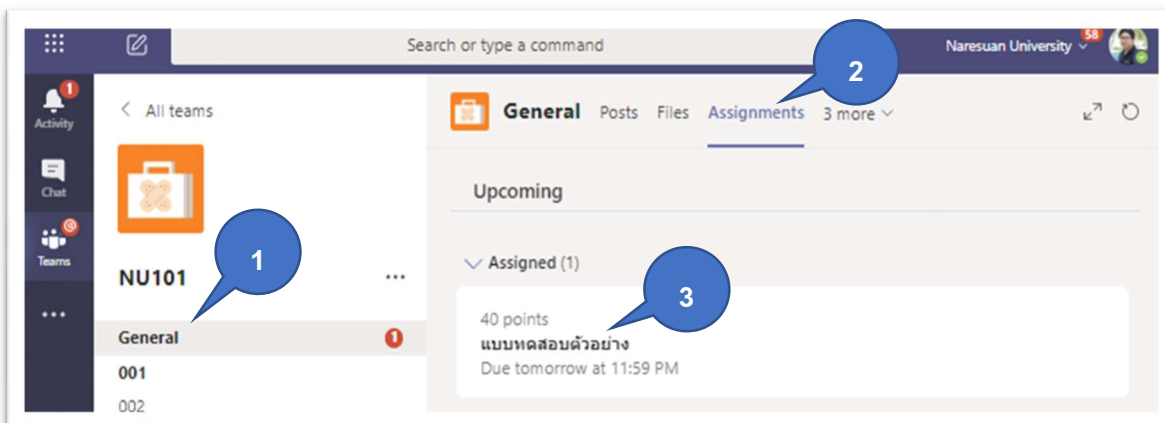 Search or type a command
Naresuan University
58
2
1
Activity
All teams
General Posts Files Assignments 3 more
Chat
Upcoming
Teams
1
NU101
...
Assigned (1)
3
...
40 points
General 1
แบบทดสอบตัวอย่าง
Due tomorrow at 11:59 PM
001
002